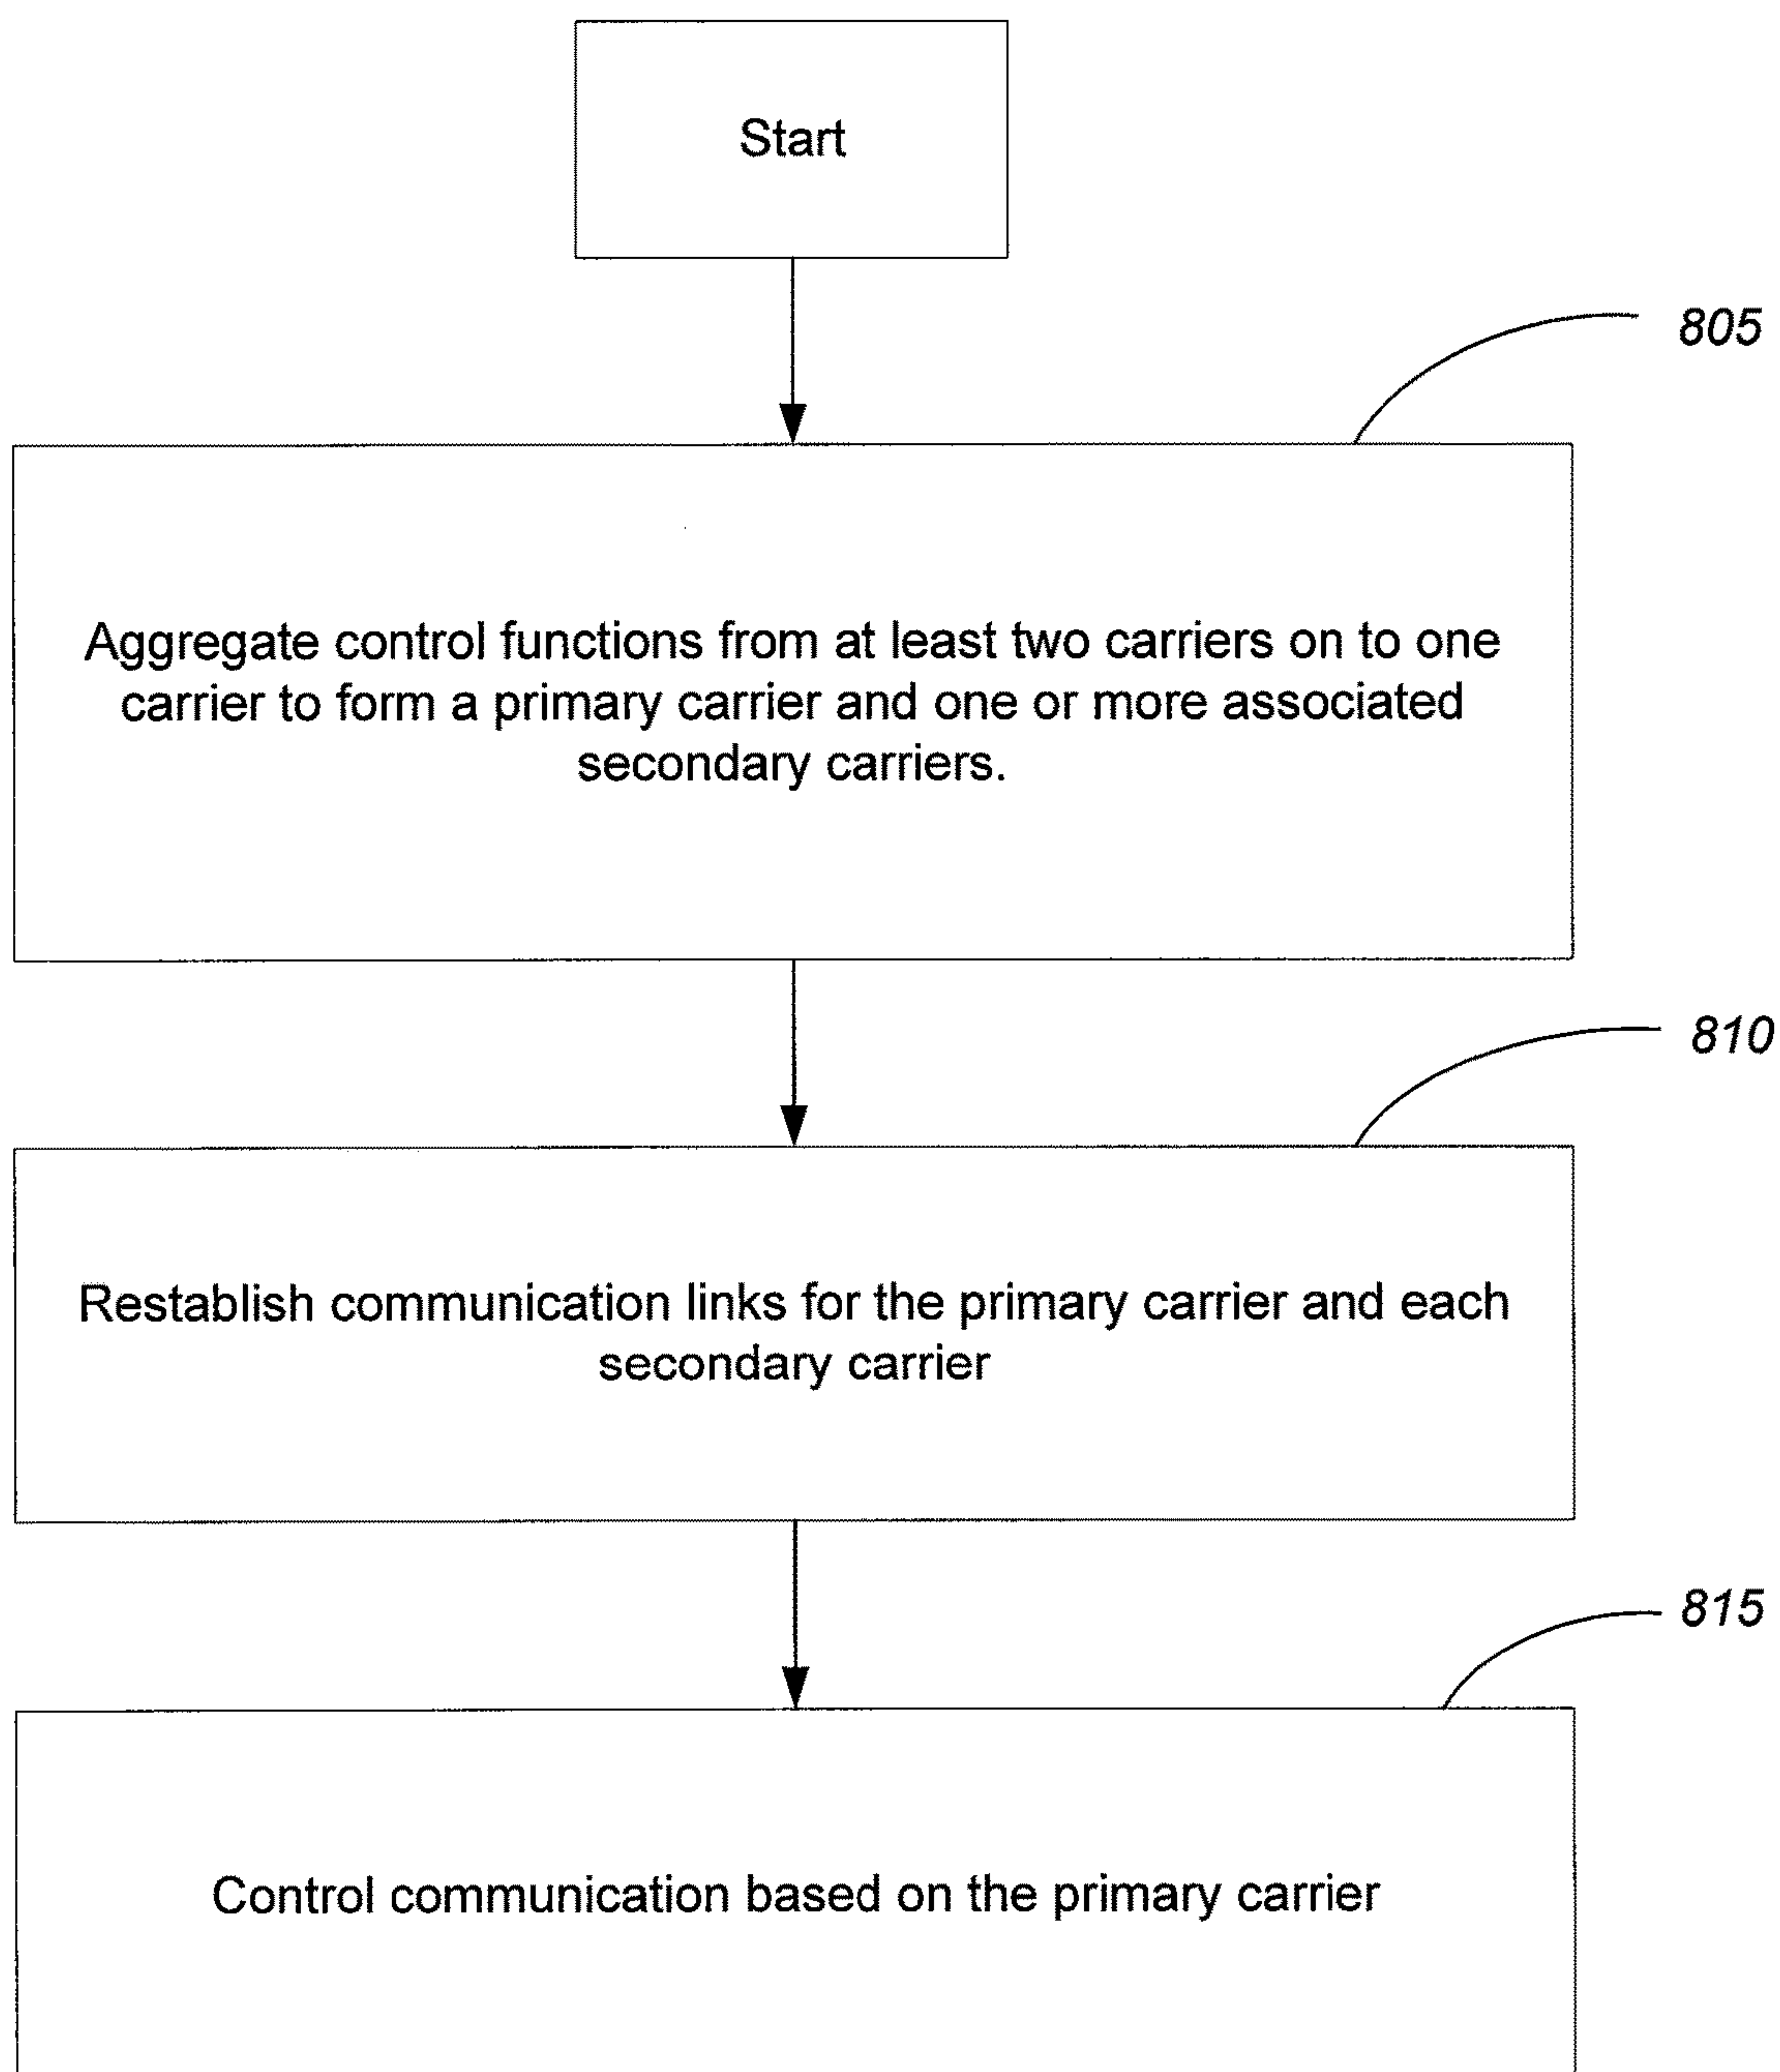 Start
805
Aggregate control functions from at least two carriers on to one
carrier to form a primary carrier and one or more associated
secondary carriers.
810
Restablish communication links for the primary carrier and each
secondary carrier
815
Control communication based on the primary carrier